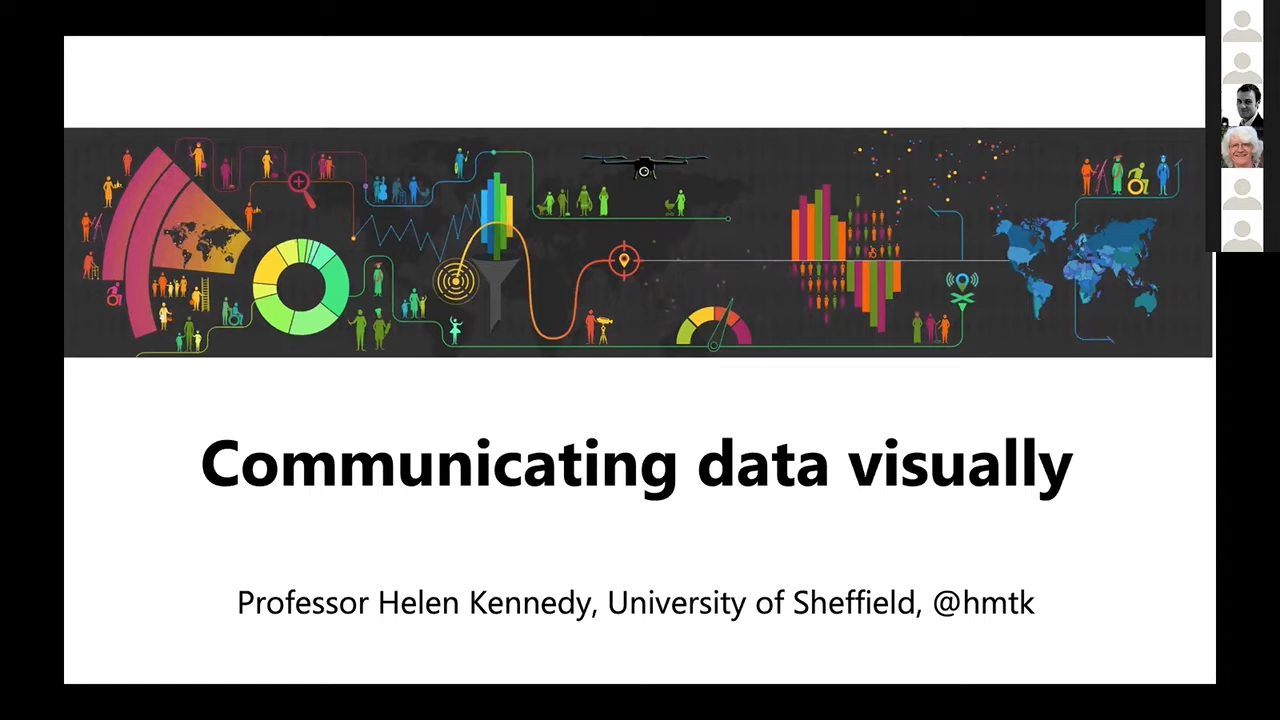 Communicating data visually
Professor Helen Kennedy, University of Sheffield, @hmtk